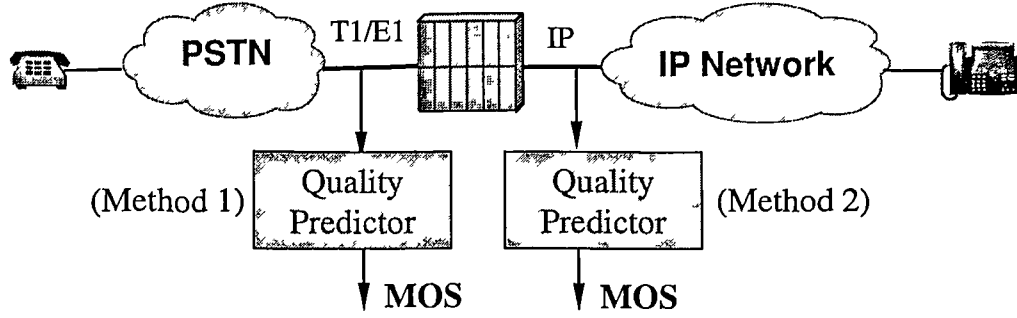 T1/E1
PSTN
IP
IP Network
(Method 1)
Quality
Predictor
Quality
Predictor
(Method 2)
MOS
MOS